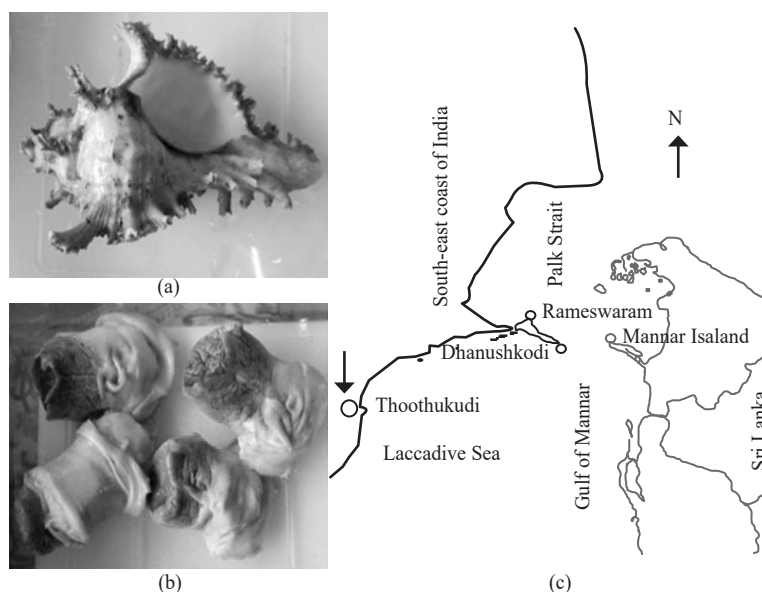 (a)
(b)
South-east coast of India
Palk Strait
N
Rameswaram
Mannar Isaland
Dhanushkodi
Thoothukudi
Laccadive Sea
Gulf of Mannar
Sri Lanka
(c)